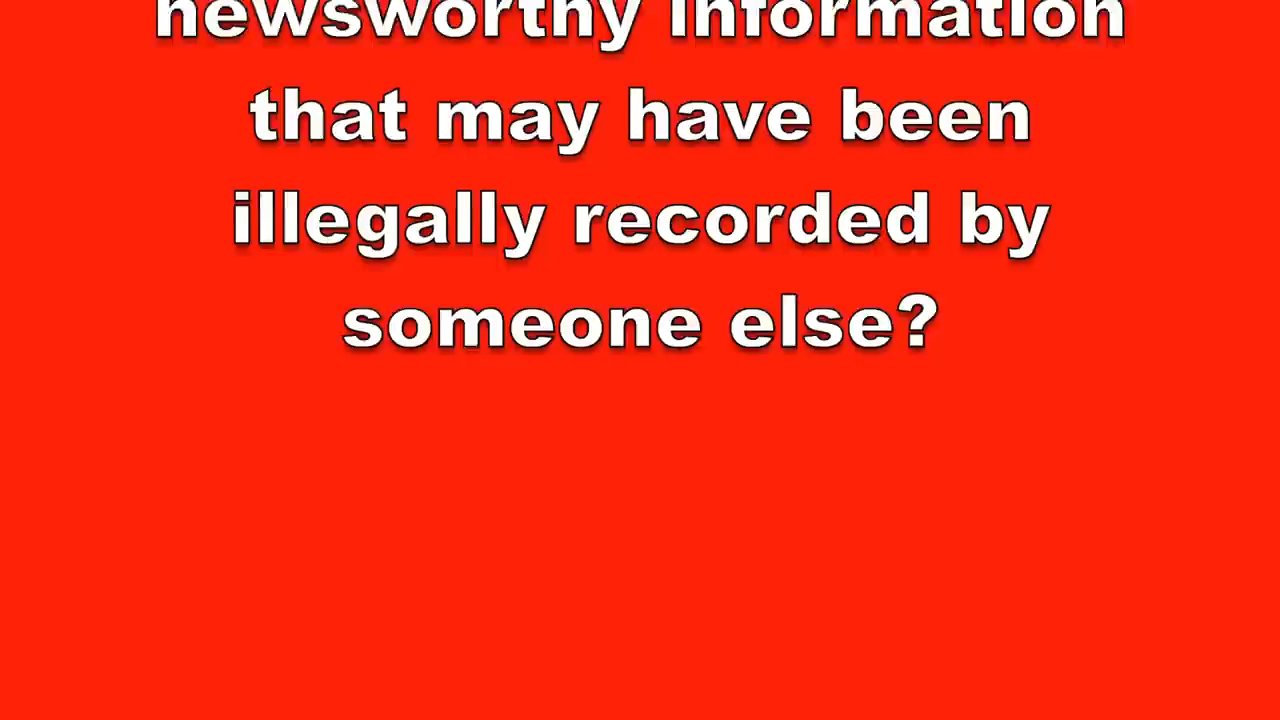 newsworthy information
that may have been
illegally recorded by
someone else?